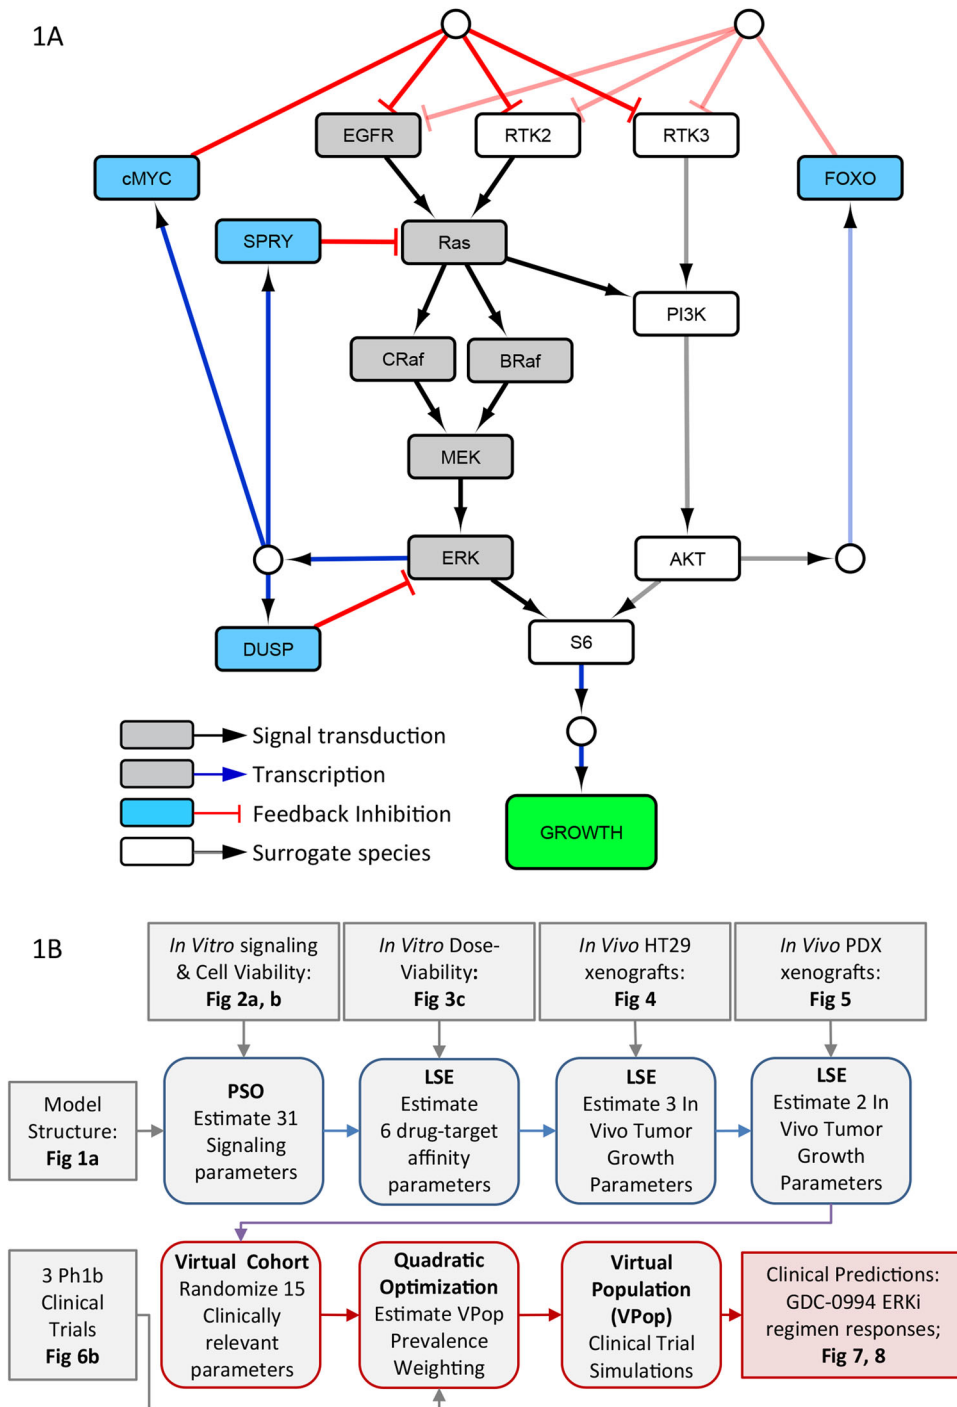 1A
EGFR
RTK2
RTK3
cMYC
FOXO
SPRY
Ras
PI3K
CRaf
BRaf
MEK
ERK
AKT
DUSP
S6
Signal transduction
Transcription
Feedback Inhibition
Surrogate species
GROWTH
1B
In Vitro signaling
& Cell Viability:
Fig 2a, b
In Vitro Dose-
Viability:
Fig 3c
In Vivo HT29
xenografts:
Fig 4
In Vivo PDX
xenografts:
Fig 5
Model
Structure:
Fig 1a
PSO
Estimate 31
Signaling
parameters
LSE
Estimate
6 drug-target
affinity
parameters
LSE
Estimate 3 In
Vivo Tumor
Growth
Parameters
LSE
Estimate 2 In
Vivo Tumor
Growth
Parameters
3 Ph1b
Clinical
Trials
Fig 6b
Virtual Cohort
Randomize 15
Clinically
relevant
parameters
Quadratic
Optimization
Estimate VPop
Prevalence
Weighting
Virtual
Population
(VPop)
Clinical Trial
Simulations
Clinical Predictions:
GDC-0994 ERKi
regimen responses;
Fig 7, 8